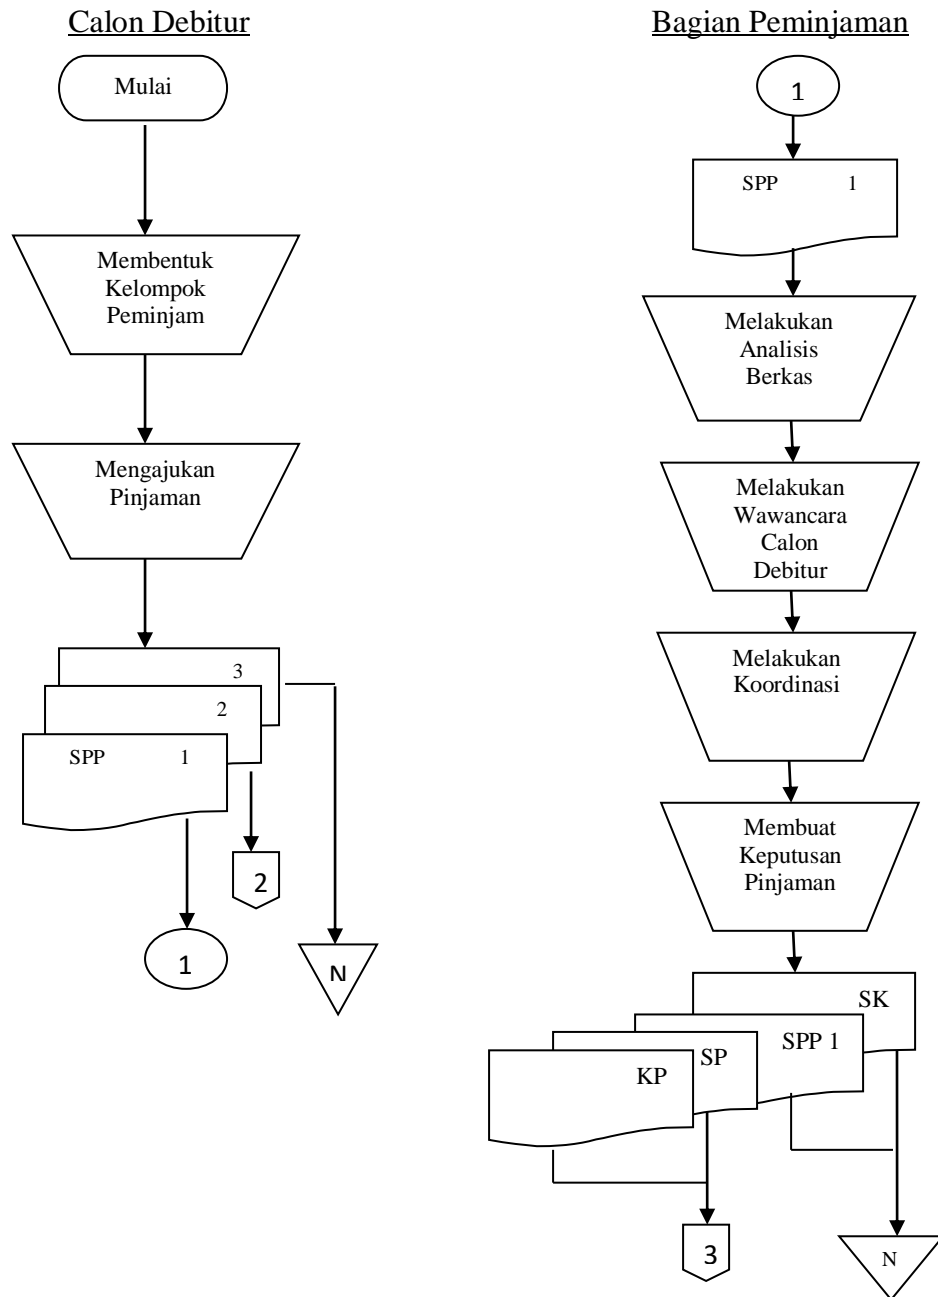 Calon Debitur
Mulai
Membentuk
Kelompok
Peminjam
Mengajukan
Pinjaman
3
2
SPP 1
2
1
N
Bagian Peminjaman
1
SPP 1
Melakukan
Analisis
Berkas
Melakukan
Wawancara
Calon
Debitur
Melakukan
Koordinasi
Membuat
Keputusan
Pinjaman
SK
SPP 1
SP
KP
3
N